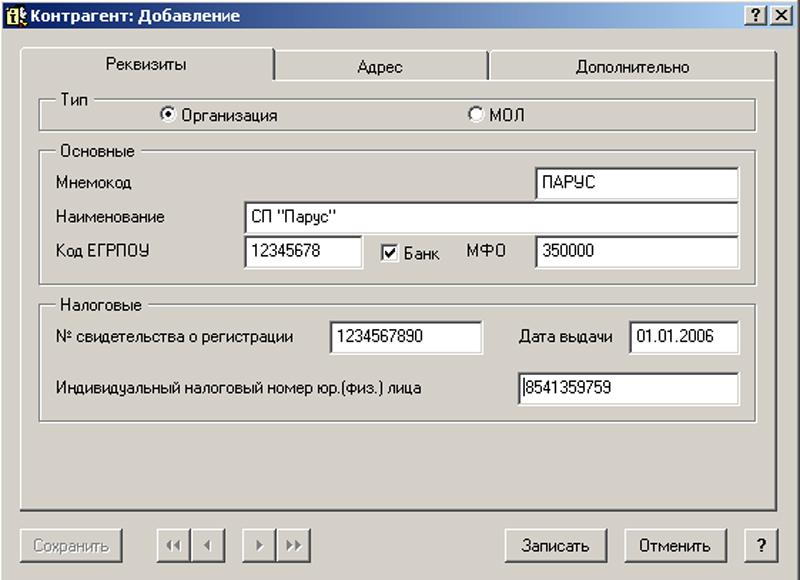 Контрагент: Добавление
Реквизиты Адрес Дополнительно
Тип
Организация МОЛ
Основные
Мнемокод ПАРУС
Наименование СП "Парус"
Код ЕГРПОУ 12345678 Банк МФО 350000
Налоговые
№ свидетельства о регистрации 1234567890 Дата выдачи 01.01.2006
Индивидуальный налоговый номер юр.(физ.) лица 8541359759
Сохранить Записать Отменить ?